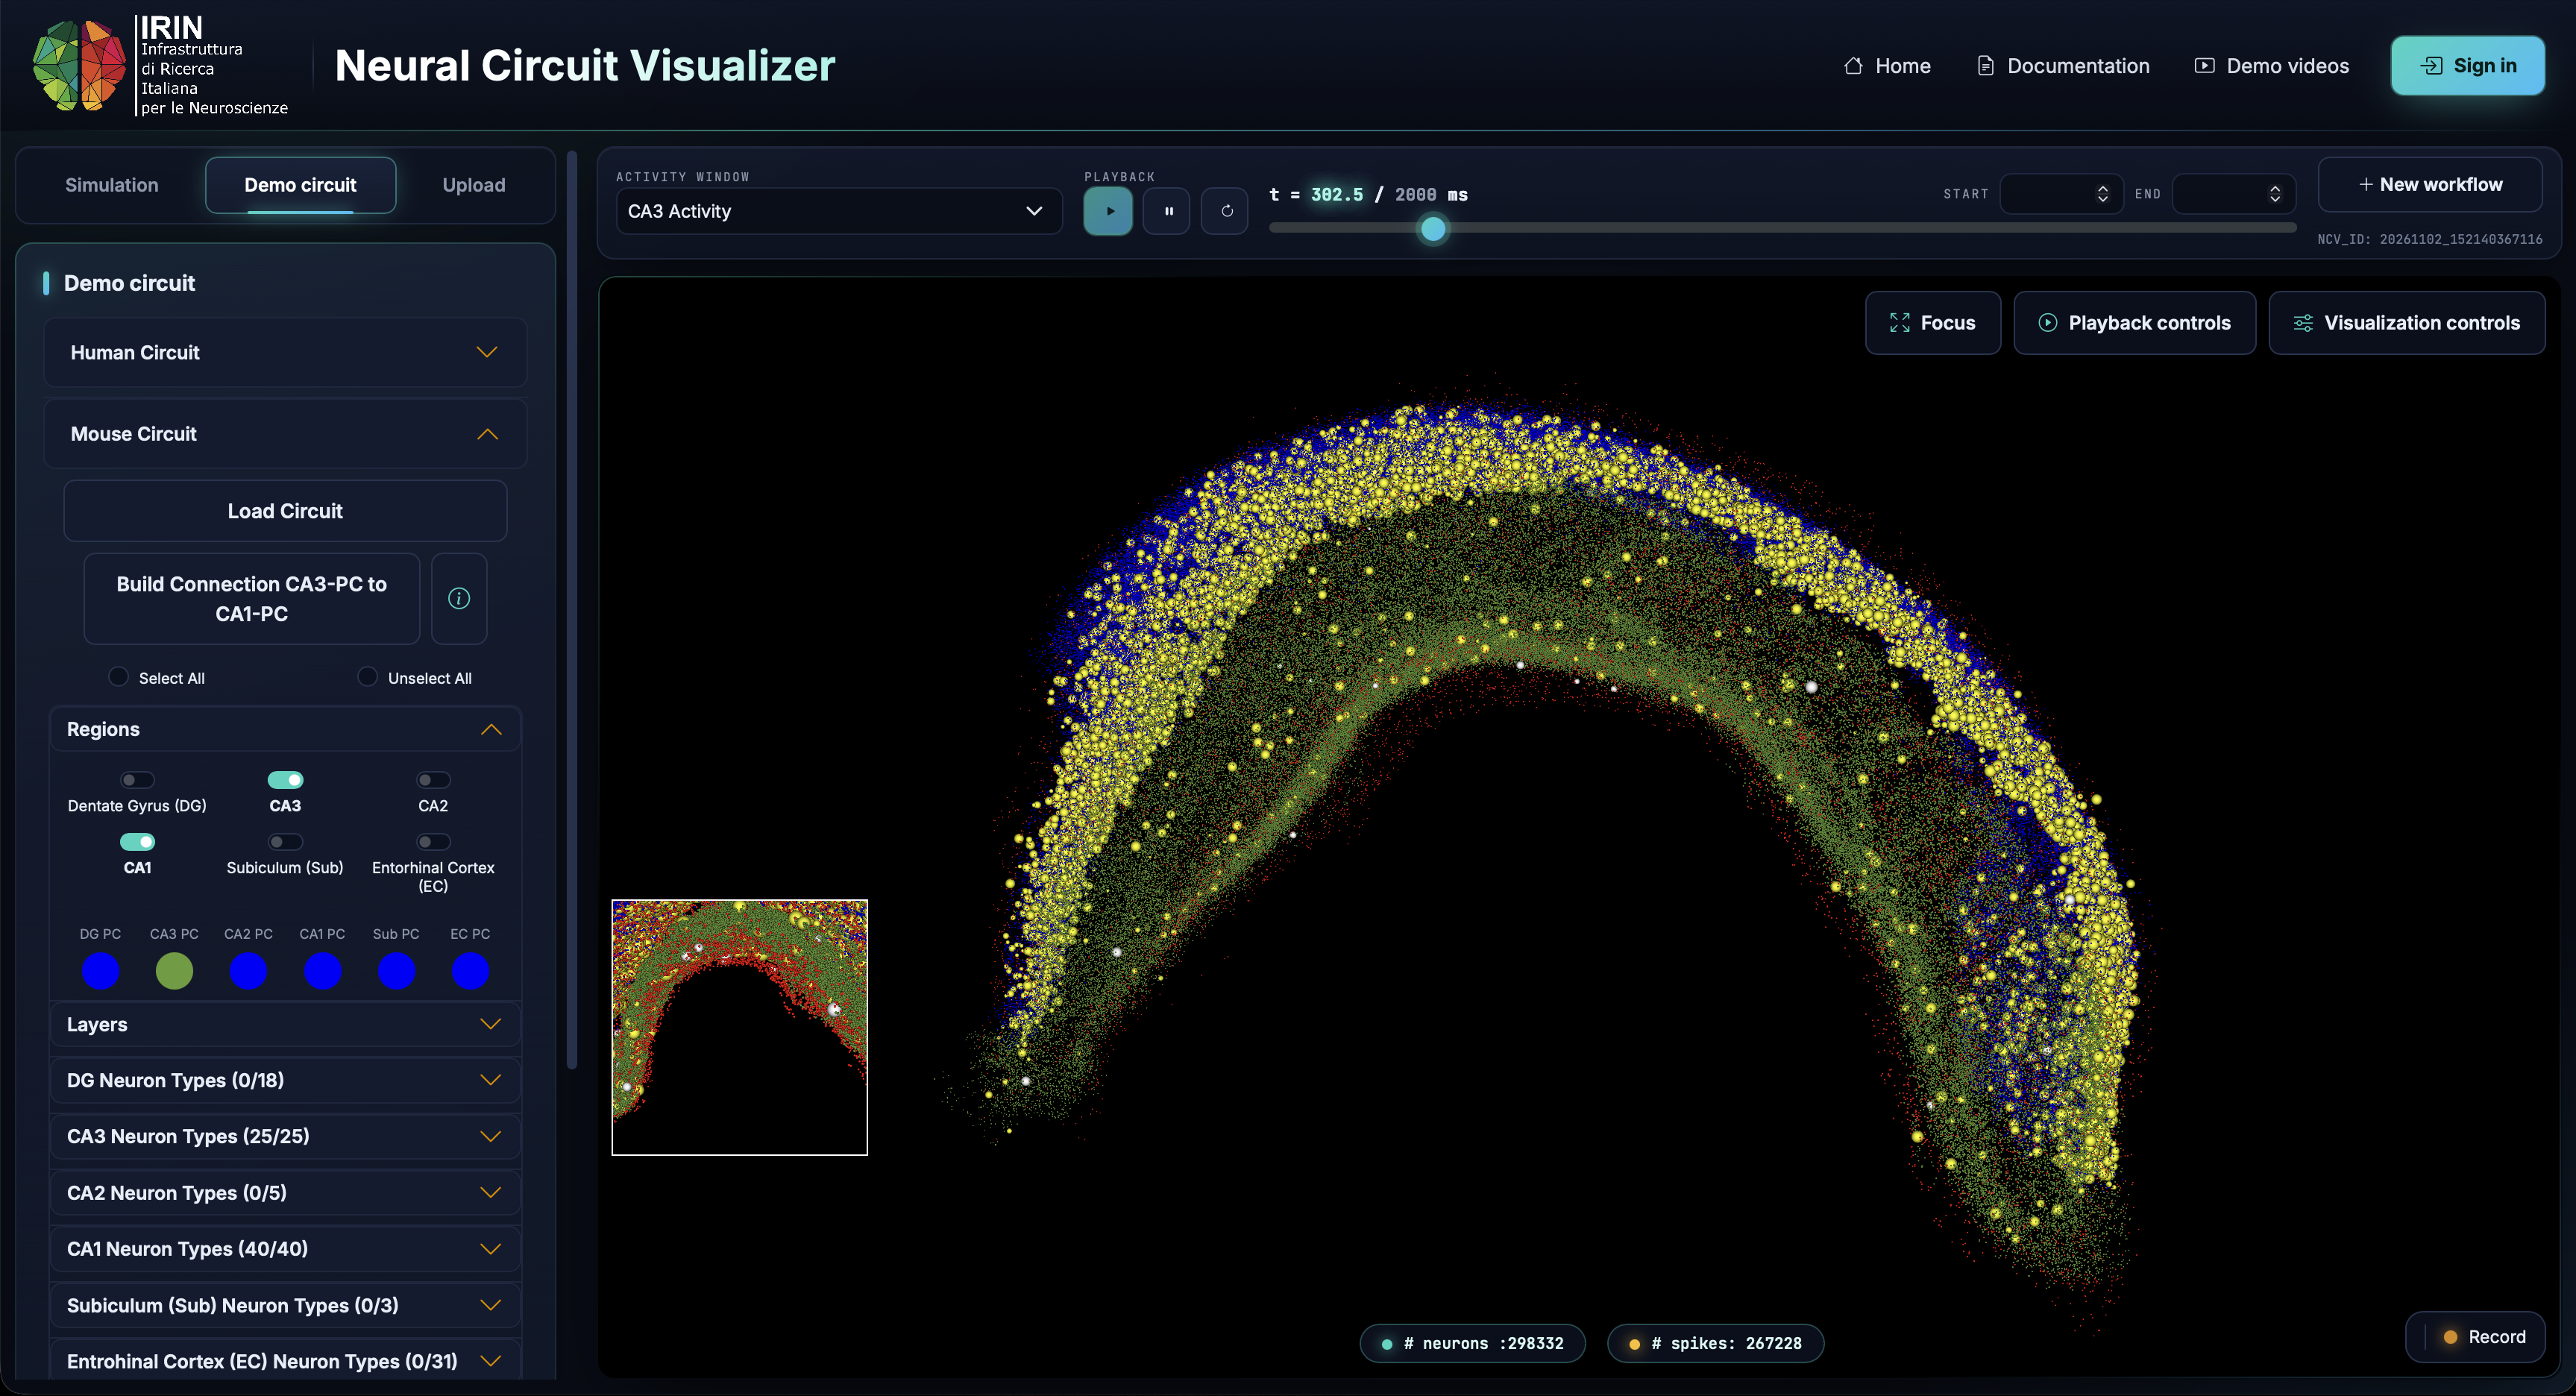 IRIN
Infrastruttura
di Ricerca
Italiana
per le Neuroscienze
Neural Circuit Visualizer
Home
Documentation
Demo videos
Sign in
Simulation
Demo circuit
Upload
ACTIVITY WINDOW
CA3 Activity
PLAYBACK
t = 302.5 / 2000 ms
START
END
+ New workflow
NCV_ID: 20261102_152140367116
Demo circuit
Human Circuit
Mouse Circuit
Load Circuit
Build Connection CA3-PC to
CA1-PC
Select All
Unselect All
Regions
Dentate Gyrus (DG)
CA3
CA2
CA1
Subiculum (Sub)
Entorhinal Cortex
(EC)
DG PC
CA3 PC
CA2 PC
CA1 PC
Sub PC
EC PC
Layers
DG Neuron Types (0/18)
CA3 Neuron Types (25/25)
CA2 Neuron Types (0/5)
CA1 Neuron Types (40/40)
Subiculum (Sub) Neuron Types (0/3)
Entrohinal Cortex (EC) Neuron Types (0/31)
Focus
Playback controls
Visualization controls
# neurons :298332
# spikes: 267228
Record